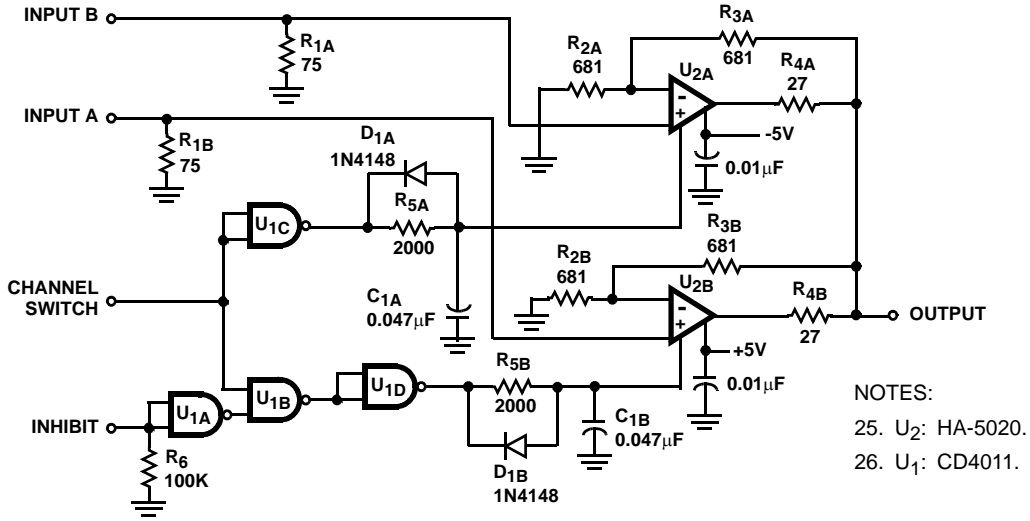 INPUT B
R1A
75
R3A
681
R2A
681
U2A
R4A
27
-
+
-5V
0.01μF
INPUT A
R1B
75
D1A
1N4148
R5A
2000
U1C
C1A
0.047μF
R3B
681
R2B
681
U2B
R4B
27
-
+
+5V
0.01μF
OUTPUT
CHANNEL
SWITCH
U1D
R5B
2000
U1B
U1A
INHIBIT
C1B
0.047μF
R6
100K
D1B
1N4148
NOTES:
25. U2: HA-5020.
26. U1: CD4011.